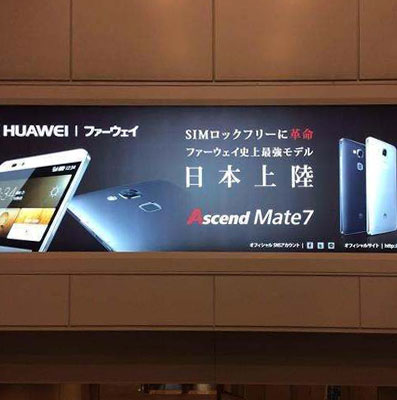 HUAWEI | ファーウェイ
SIMロックフリーに革命
ファーウェイ史上最強モデル
日本上陸
Ascend Mate7
オフィシャルSNSアカウント |
オフィシャルサイト | http: